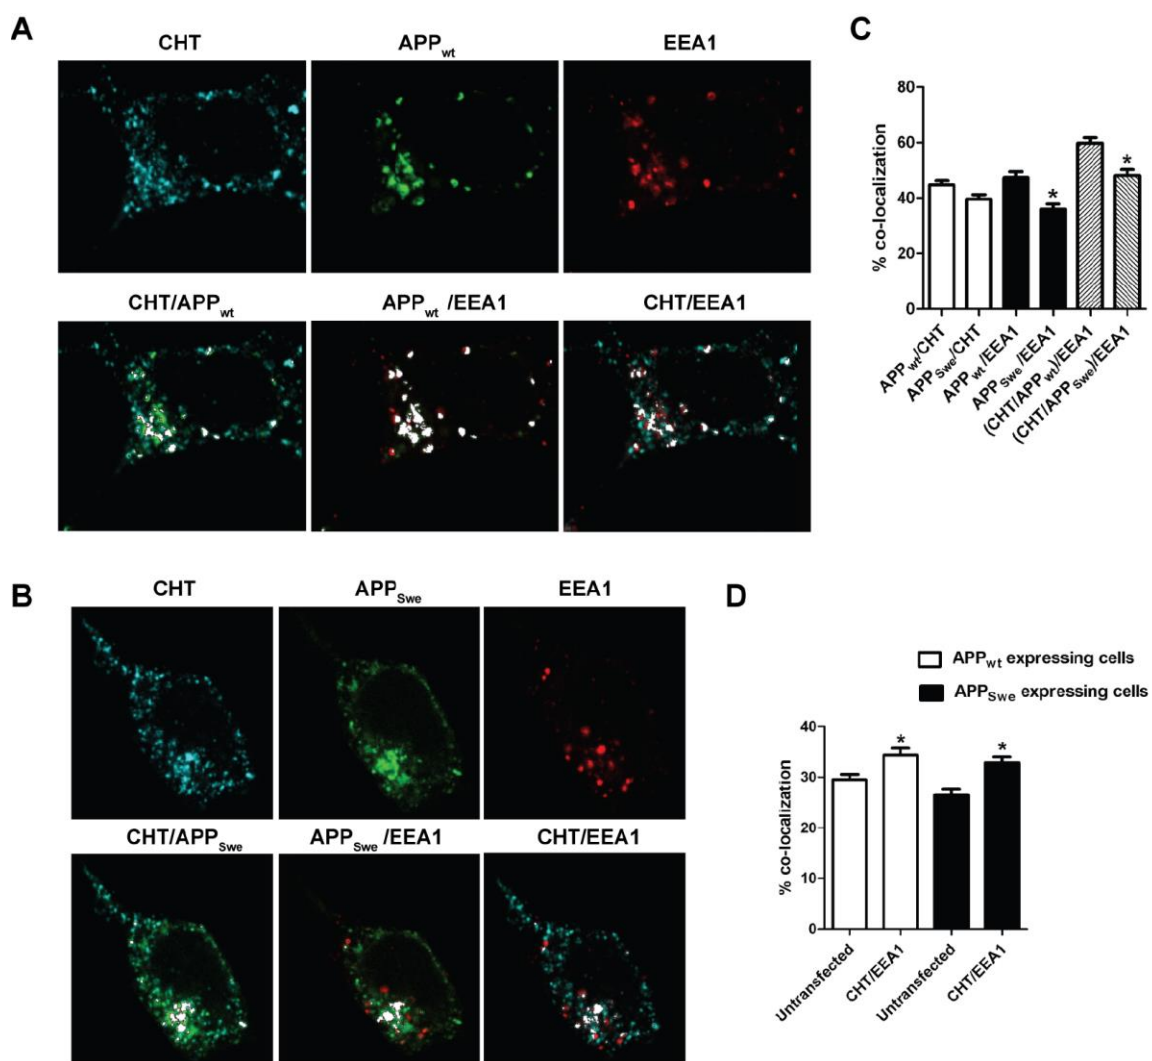 A
CHT
APPwt
EEA1
CHT/APPwt
APPwt /EEA1
CHT/EEA1
C
80
60
40
20
0
% co-localization
*
*
APPwt/CHT
APPSwe/CHT
APPwt/EEA1
APPSwe/EEA1
(CHT/APPwt)/EEA1
(CHT/APPSwe)/EEA1
B
CHT
APPSwe
EEA1
CHT/APPSwe
APPSwe /EEA1
CHT/EEA1
D
APPwt expressing cells
APPSwe expressing cells
40
30
20
10
0
% co-localization
*
*
Untransfected
CHT/EEA1
Untransfected
CHT/EEA1